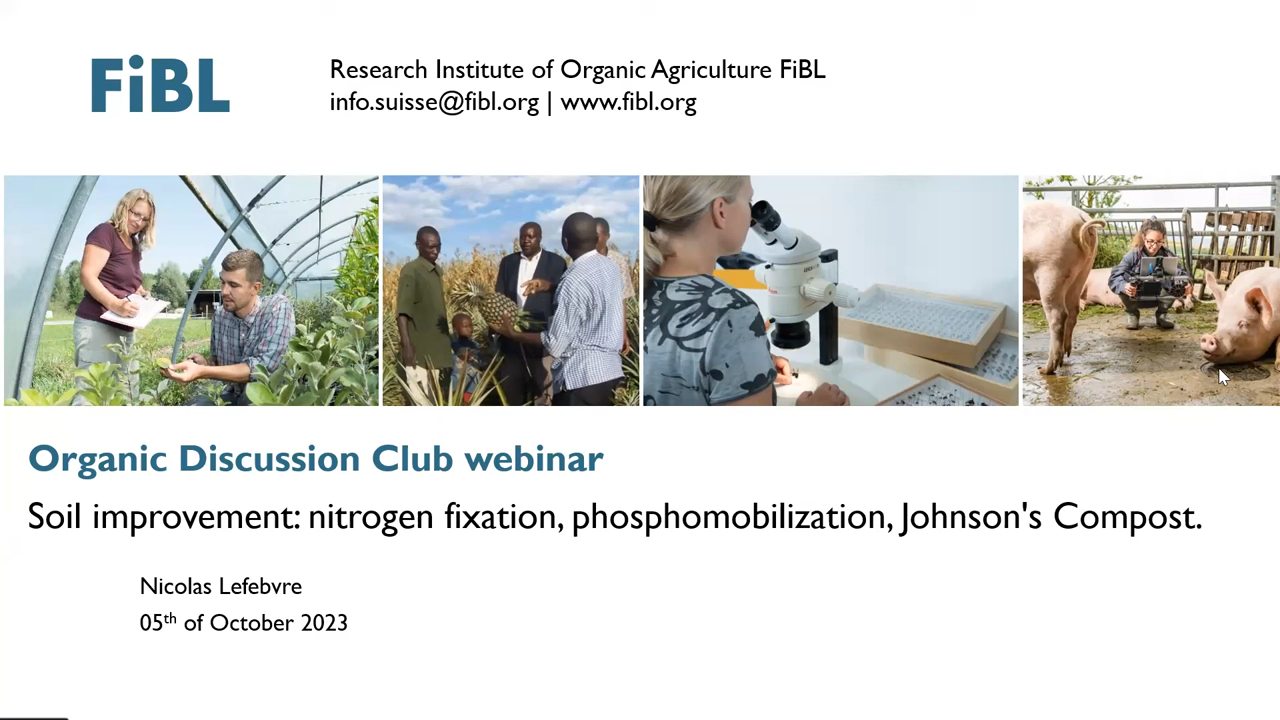 FiBL
Research Institute of Organic Agriculture FiBL
info.suisse@fibl.org | www.fibl.org
Organic Discussion Club webinar
Soil improvement: nitrogen fixation, phosphomobilization, Johnson's Compost.
Nicolas Lefebvre
05th of October 2023